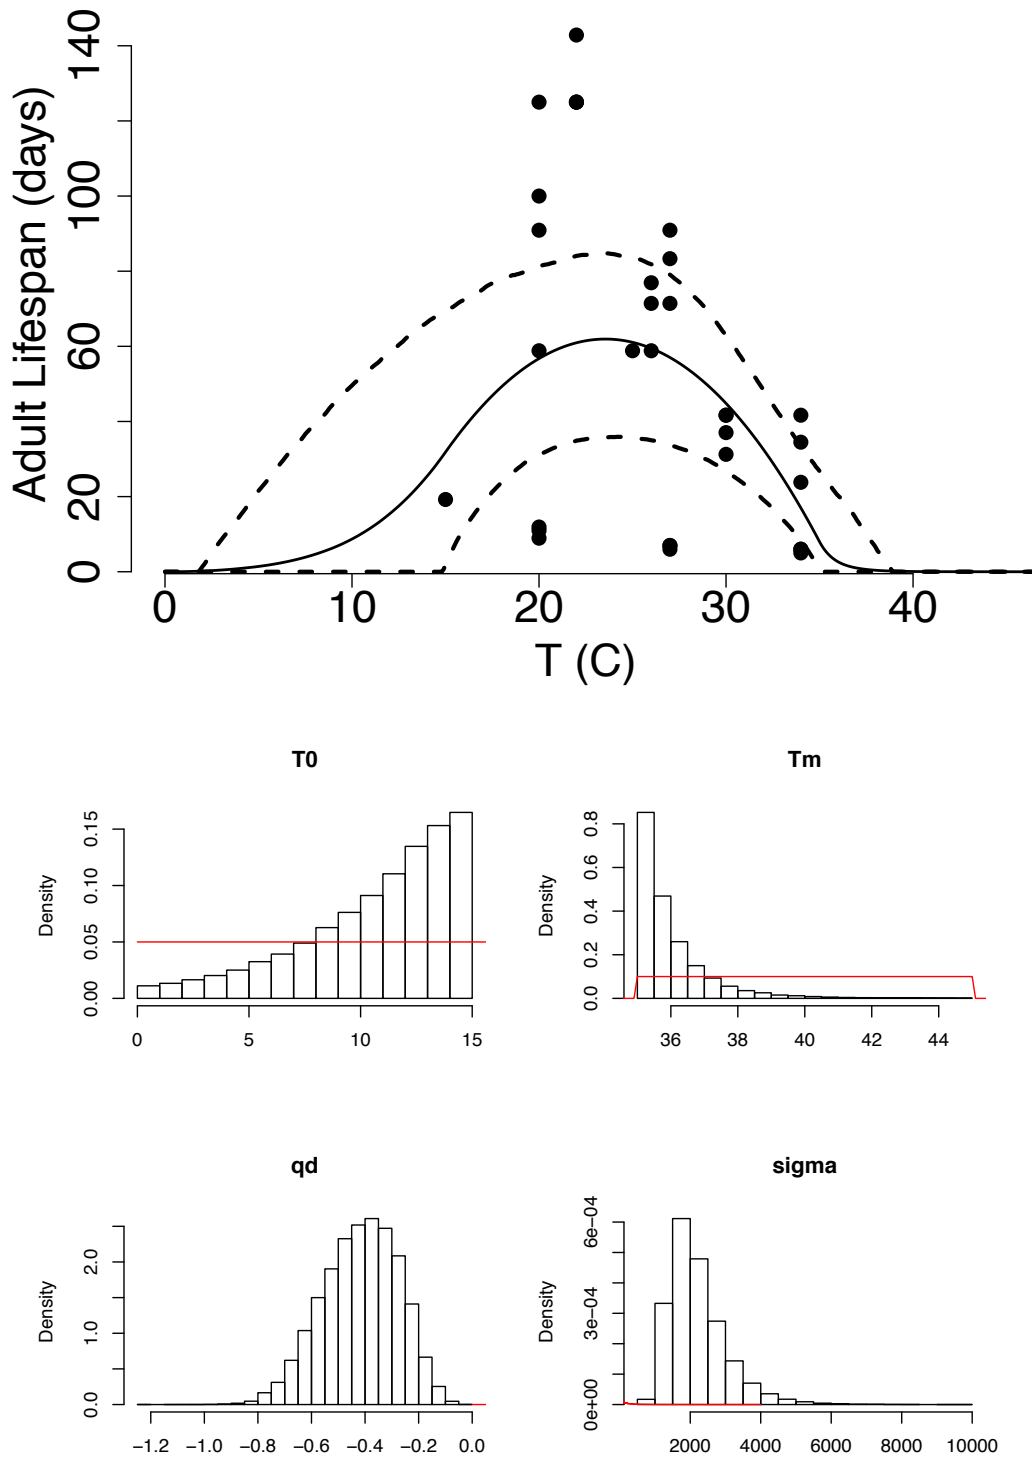 Adult Lifespan (days)
140
100
60
20
0
0 10 20 30 40
T (C)
T0
Density
0.15
0.10
0.05
0.00
0 5 10 15
Tm
Density
0.8
0.6
0.4
0.2
0.0
36 38 40 42 44
qd
Density
2.0
1.0
0.0
−1.2 −1.0 −0.8 −0.6 −0.4 −0.2 0.0
sigma
Density
6e−04
3e−04
0e+00
2000 4000 6000 8000 10000